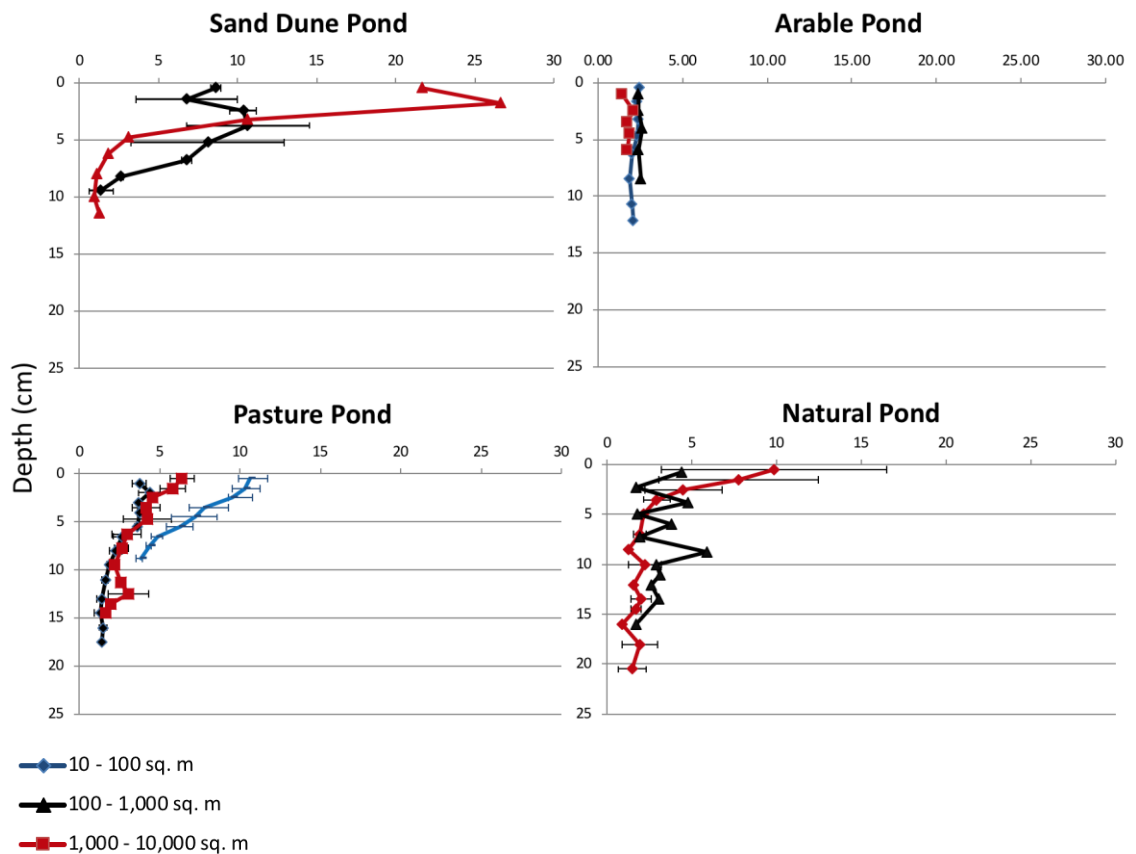 Sand Dune Pond
0 5 10 15 20 25 30
0
5
10
15
20
25
Arable Pond
0.00 5.00 10.00 15.00 20.00 25.00 30.00
0
5
10
15
20
25
Depth (cm)
Pasture Pond
0 5 10 15 20 25 30
0
5
10
15
20
25
Natural Pond
0 5 10 15 20 25 30
0
5
10
15
20
25
10 - 100 sq. m
100 - 1,000 sq. m
1,000 - 10,000 sq. m